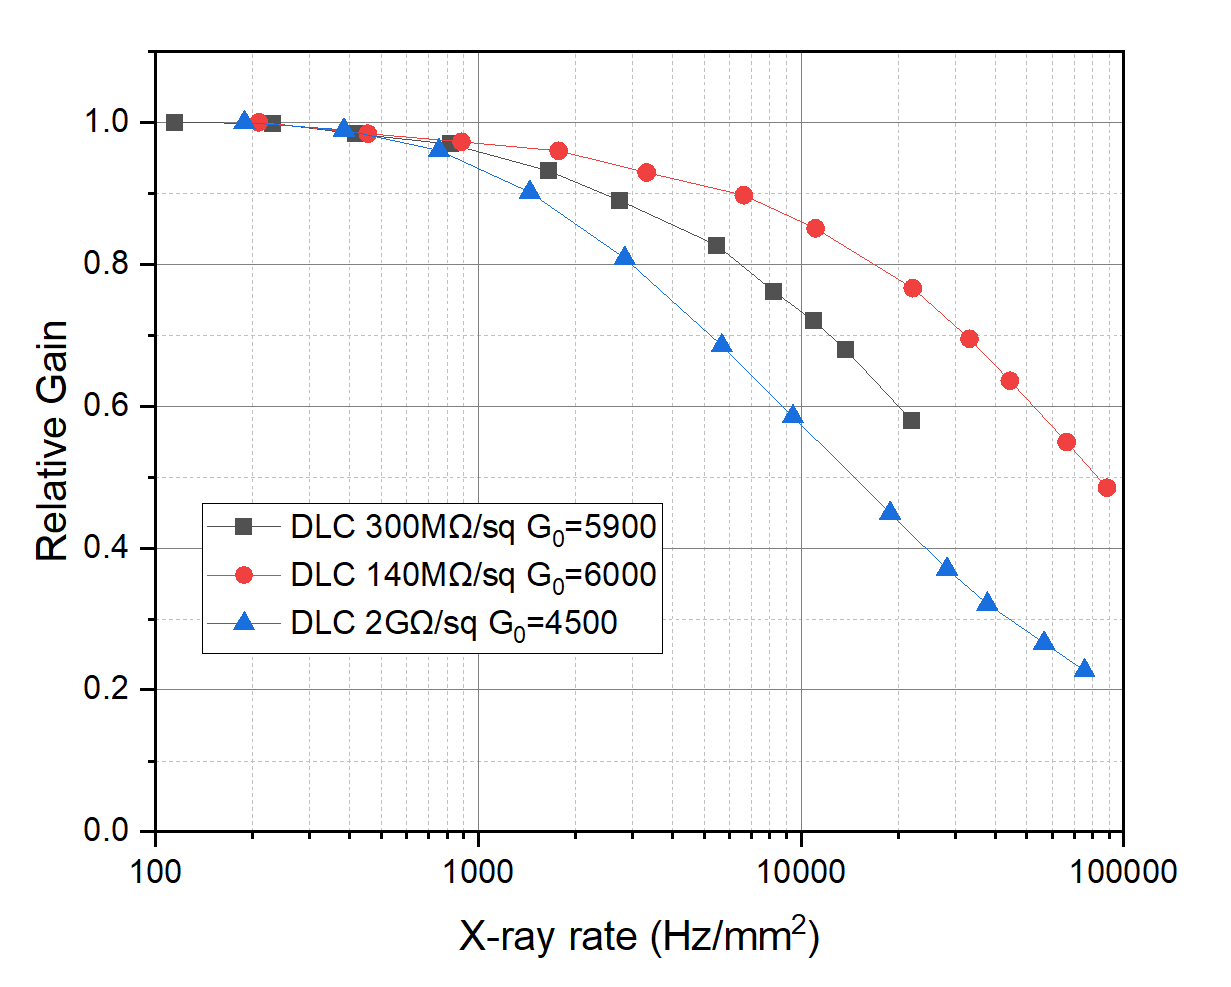 1.0
0.8
0.6
0.4
0.2
0.0
Relative Gain
DLC 300MΩ/sq G₀=5900
DLC 140MΩ/sq G₀=6000
DLC 2GΩ/sq G₀=4500
100 1000 10000 100000
X-ray rate (Hz/mm²)